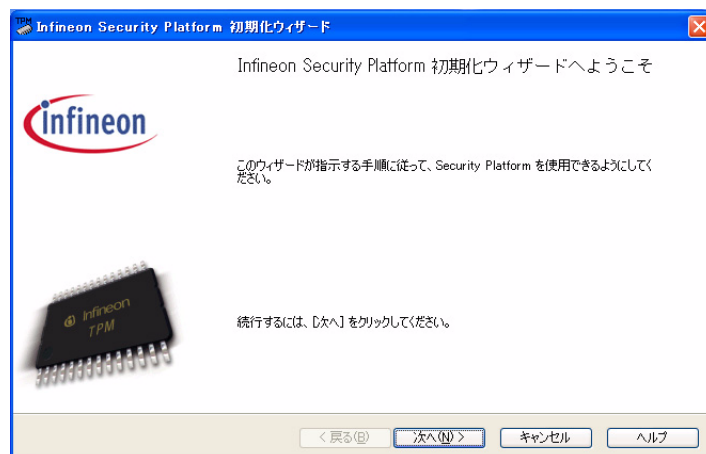 TPM
Infineon Security Platform 初期化ウィザード
Infineon Security Platform 初期化ウィザードへようこそ
infineon
このウィザードが指示する手順に従って、Security Platform を使用できるようにしてく
ださい。
Infineon
TPM
続行するには、[次へ] をクリックしてください。
< 戻る(B)
次へ(N) >
キャンセル
ヘルプ